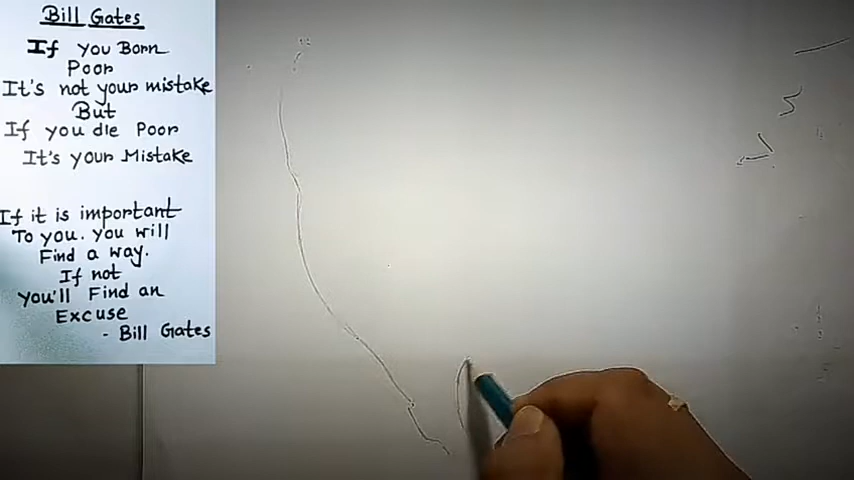 Bill Gates
If you Born
Poor
It's not your mistake
But
If you die Poor
It's your Mistake
If it is important
To you. you will
Find a way.
If not
you'll Find an
Excuse
- Bill Gates